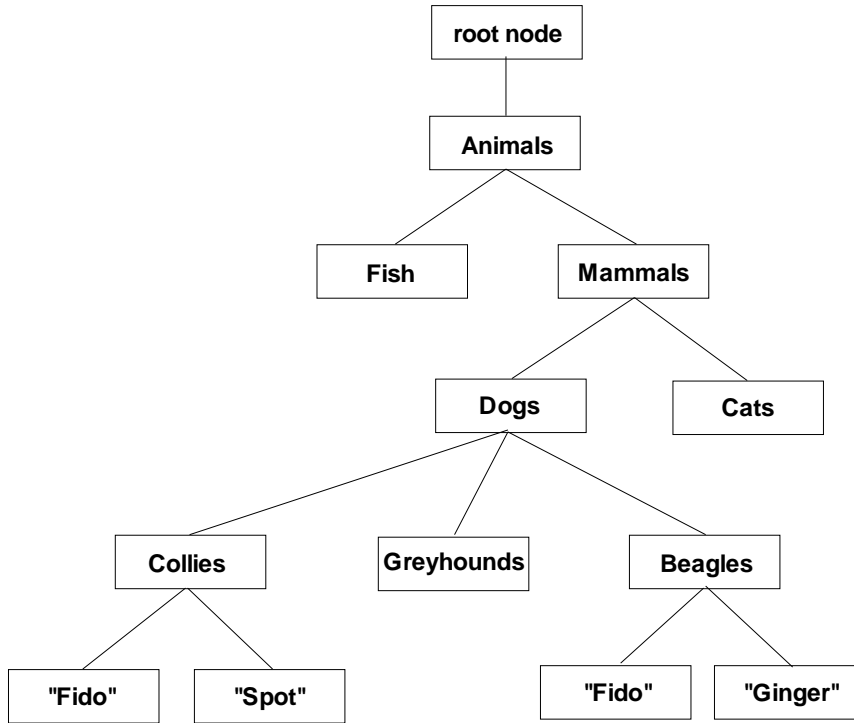 root node
Animals
Fish
Mammals
Dogs
Cats
Collies
Greyhounds
Beagles
"Fido"
"Spot"
"Fido"
"Ginger"